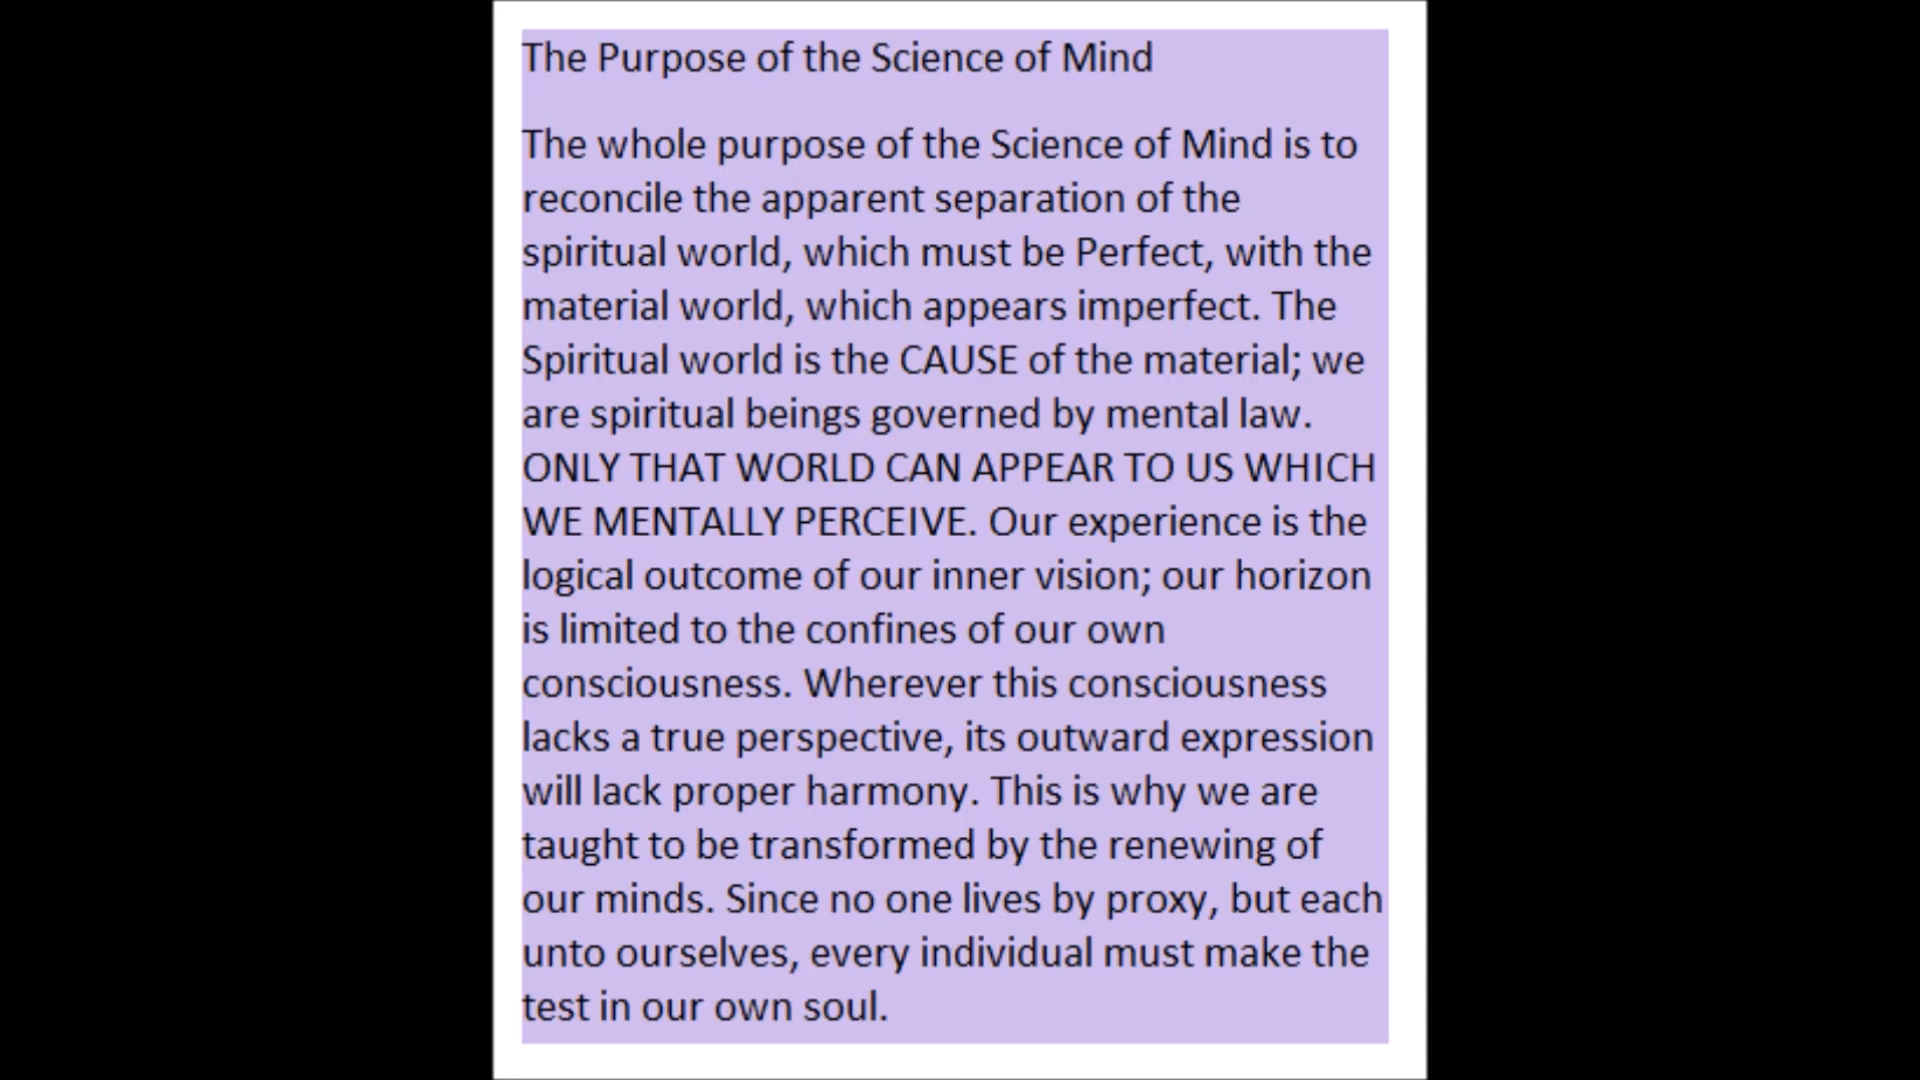 The Purpose of the Science of Mind
The whole purpose of the Science of Mind is to
reconcile the apparent separation of the
spiritual world, which must be Perfect, with the
material world, which appears imperfect. The
Spiritual world is the CAUSE of the material; we
are spiritual beings governed by mental law.
ONLY THAT WORLD CAN APPEAR TO US WHICH
WE MENTALLY PERCEIVE. Our experience is the
logical outcome of our inner vision; our horizon
is limited to the confines of our own
consciousness. Wherever this consciousness
lacks a true perspective, its outward expression
will lack proper harmony. This is why we are
taught to be transformed by the renewing of
our minds. Since no one lives by proxy, but each
unto ourselves, every individual must make the
test in our own soul.